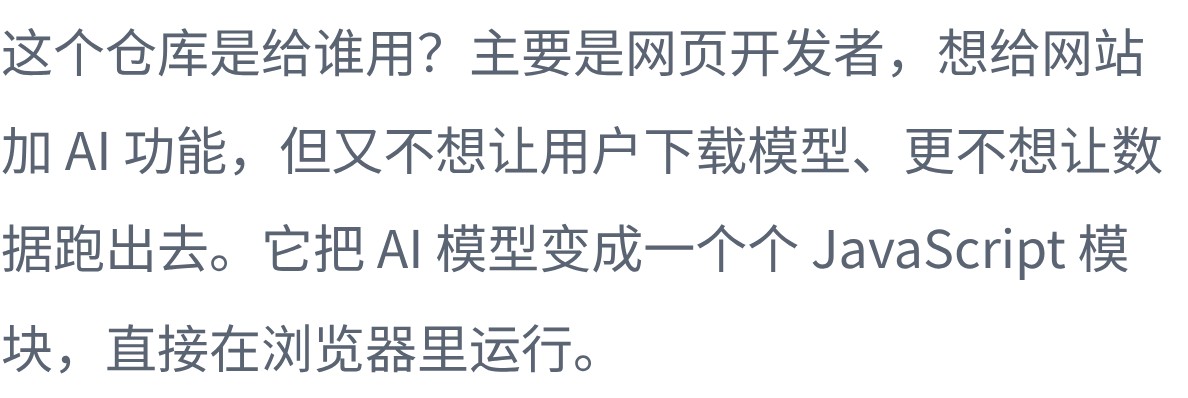 这个仓库是给谁用？主要是网页开发者，想给网站
加 AI 功能，但又不想让用户下载模型、更不想让数
据跑出去。它把 AI 模型变成一个个 JavaScript 模
块，直接在浏览器里运行。